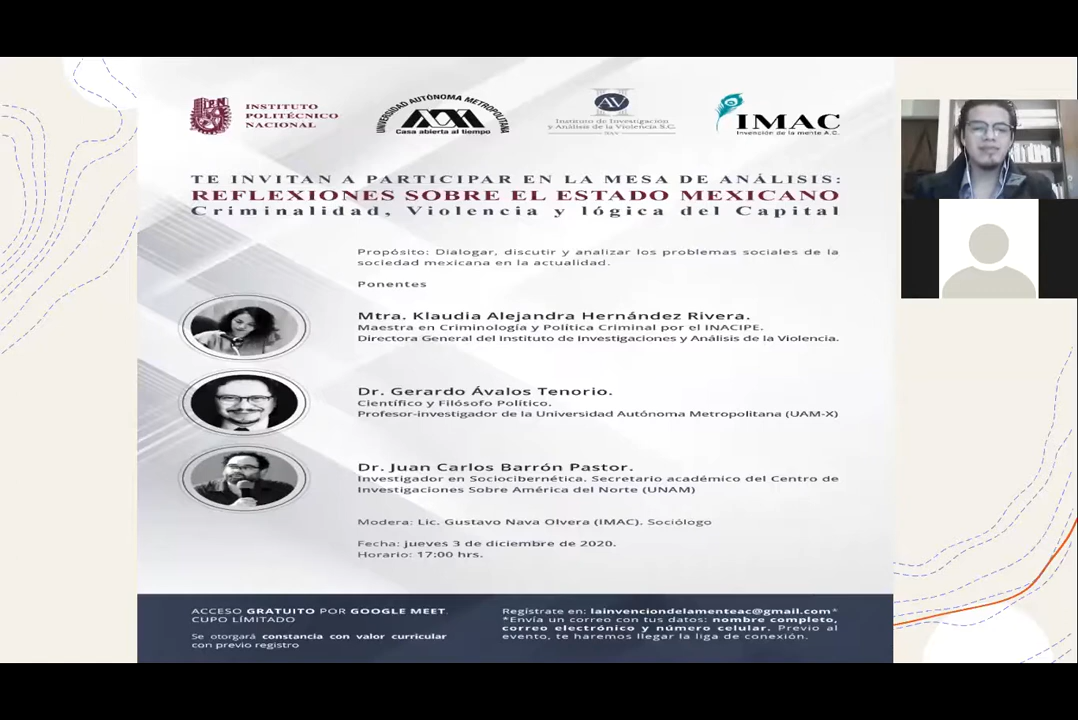 INSTITUTO
POLITÉCNICO
NACIONAL
UNIVERSIDAD AUTÓNOMA METROPOLITANA
Casa abierta al tiempo
AV
Instituto de Investigación
y Análisis de la Violencia S.C.
IMAC
Invención de la mente A.C.
TE INVITAN A PARTICIPAR EN LA MESA DE ANÁLISIS:
REFLEXIONES SOBRE EL ESTADO MEXICANO
Criminalidad, Violencia y lógica del Capital
Propósito: Dialogar, discutir y analizar los problemas sociales de la
sociedad mexicana en la actualidad.
Ponentes
Mtra. Klaudia Alejandra Hernández Rivera.
Maestra en Criminología y Política Criminal por el INACIPE.
Directora General del Instituto de Investigaciones y Análisis de la Violencia.
Dr. Gerardo Ávalos Tenorio.
Científico y Filósofo Político.
Profesor-investigador de la Universidad Autónoma Metropolitana (UAM-X)
Dr. Juan Carlos Barrón Pastor.
Investigador en Sociocibernética. Secretario académico del Centro de
Investigaciones Sobre América del Norte (UNAM)
Modera: Lic. Gustavo Nava Olvera (IMAC). Sociólogo
Fecha: jueves 3 de diciembre de 2020.
Horario: 17:00 hrs.
ACCESO GRATUITO POR GOOGLE MEET.
CUPO LÍMITADO
Se otorgará constancia con valor curricular
con previo registro
Regístrate en: lainvenciondelamenteac@gmail.com*
*Envía un correo con tus datos: nombre completo,
correo electrónico y número celular. Previo al
evento, te haremos llegar la liga de conexión.